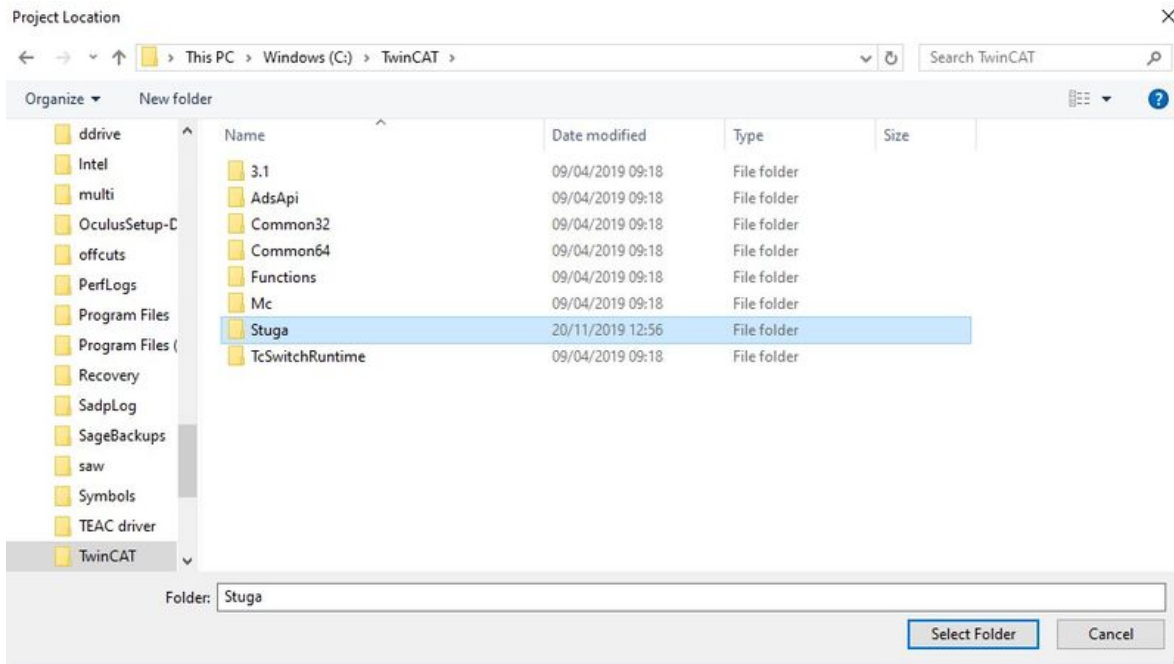 Project Location
This PC > Windows (C:) > TwinCAT >
Search TwinCAT
Organize
New folder
ddrive
Intel
multi
OculusSetup-D
offcuts
PerfLogs
Program Files
Program Files (
Recovery
SadpLog
SageBackups
saw
Symbols
TEAC driver
TwinCAT
Name Date modified Type Size
3.1 09/04/2019 09:18 File folder
AdsApi 09/04/2019 09:18 File folder
Common32 09/04/2019 09:18 File folder
Common64 09/04/2019 09:18 File folder
Functions 09/04/2019 09:18 File folder
Mc 09/04/2019 09:18 File folder
Stuga 20/11/2019 12:56 File folder
TcSwitchRuntime 09/04/2019 09:18 File folder
Folder: Stuga
Select Folder
Cancel